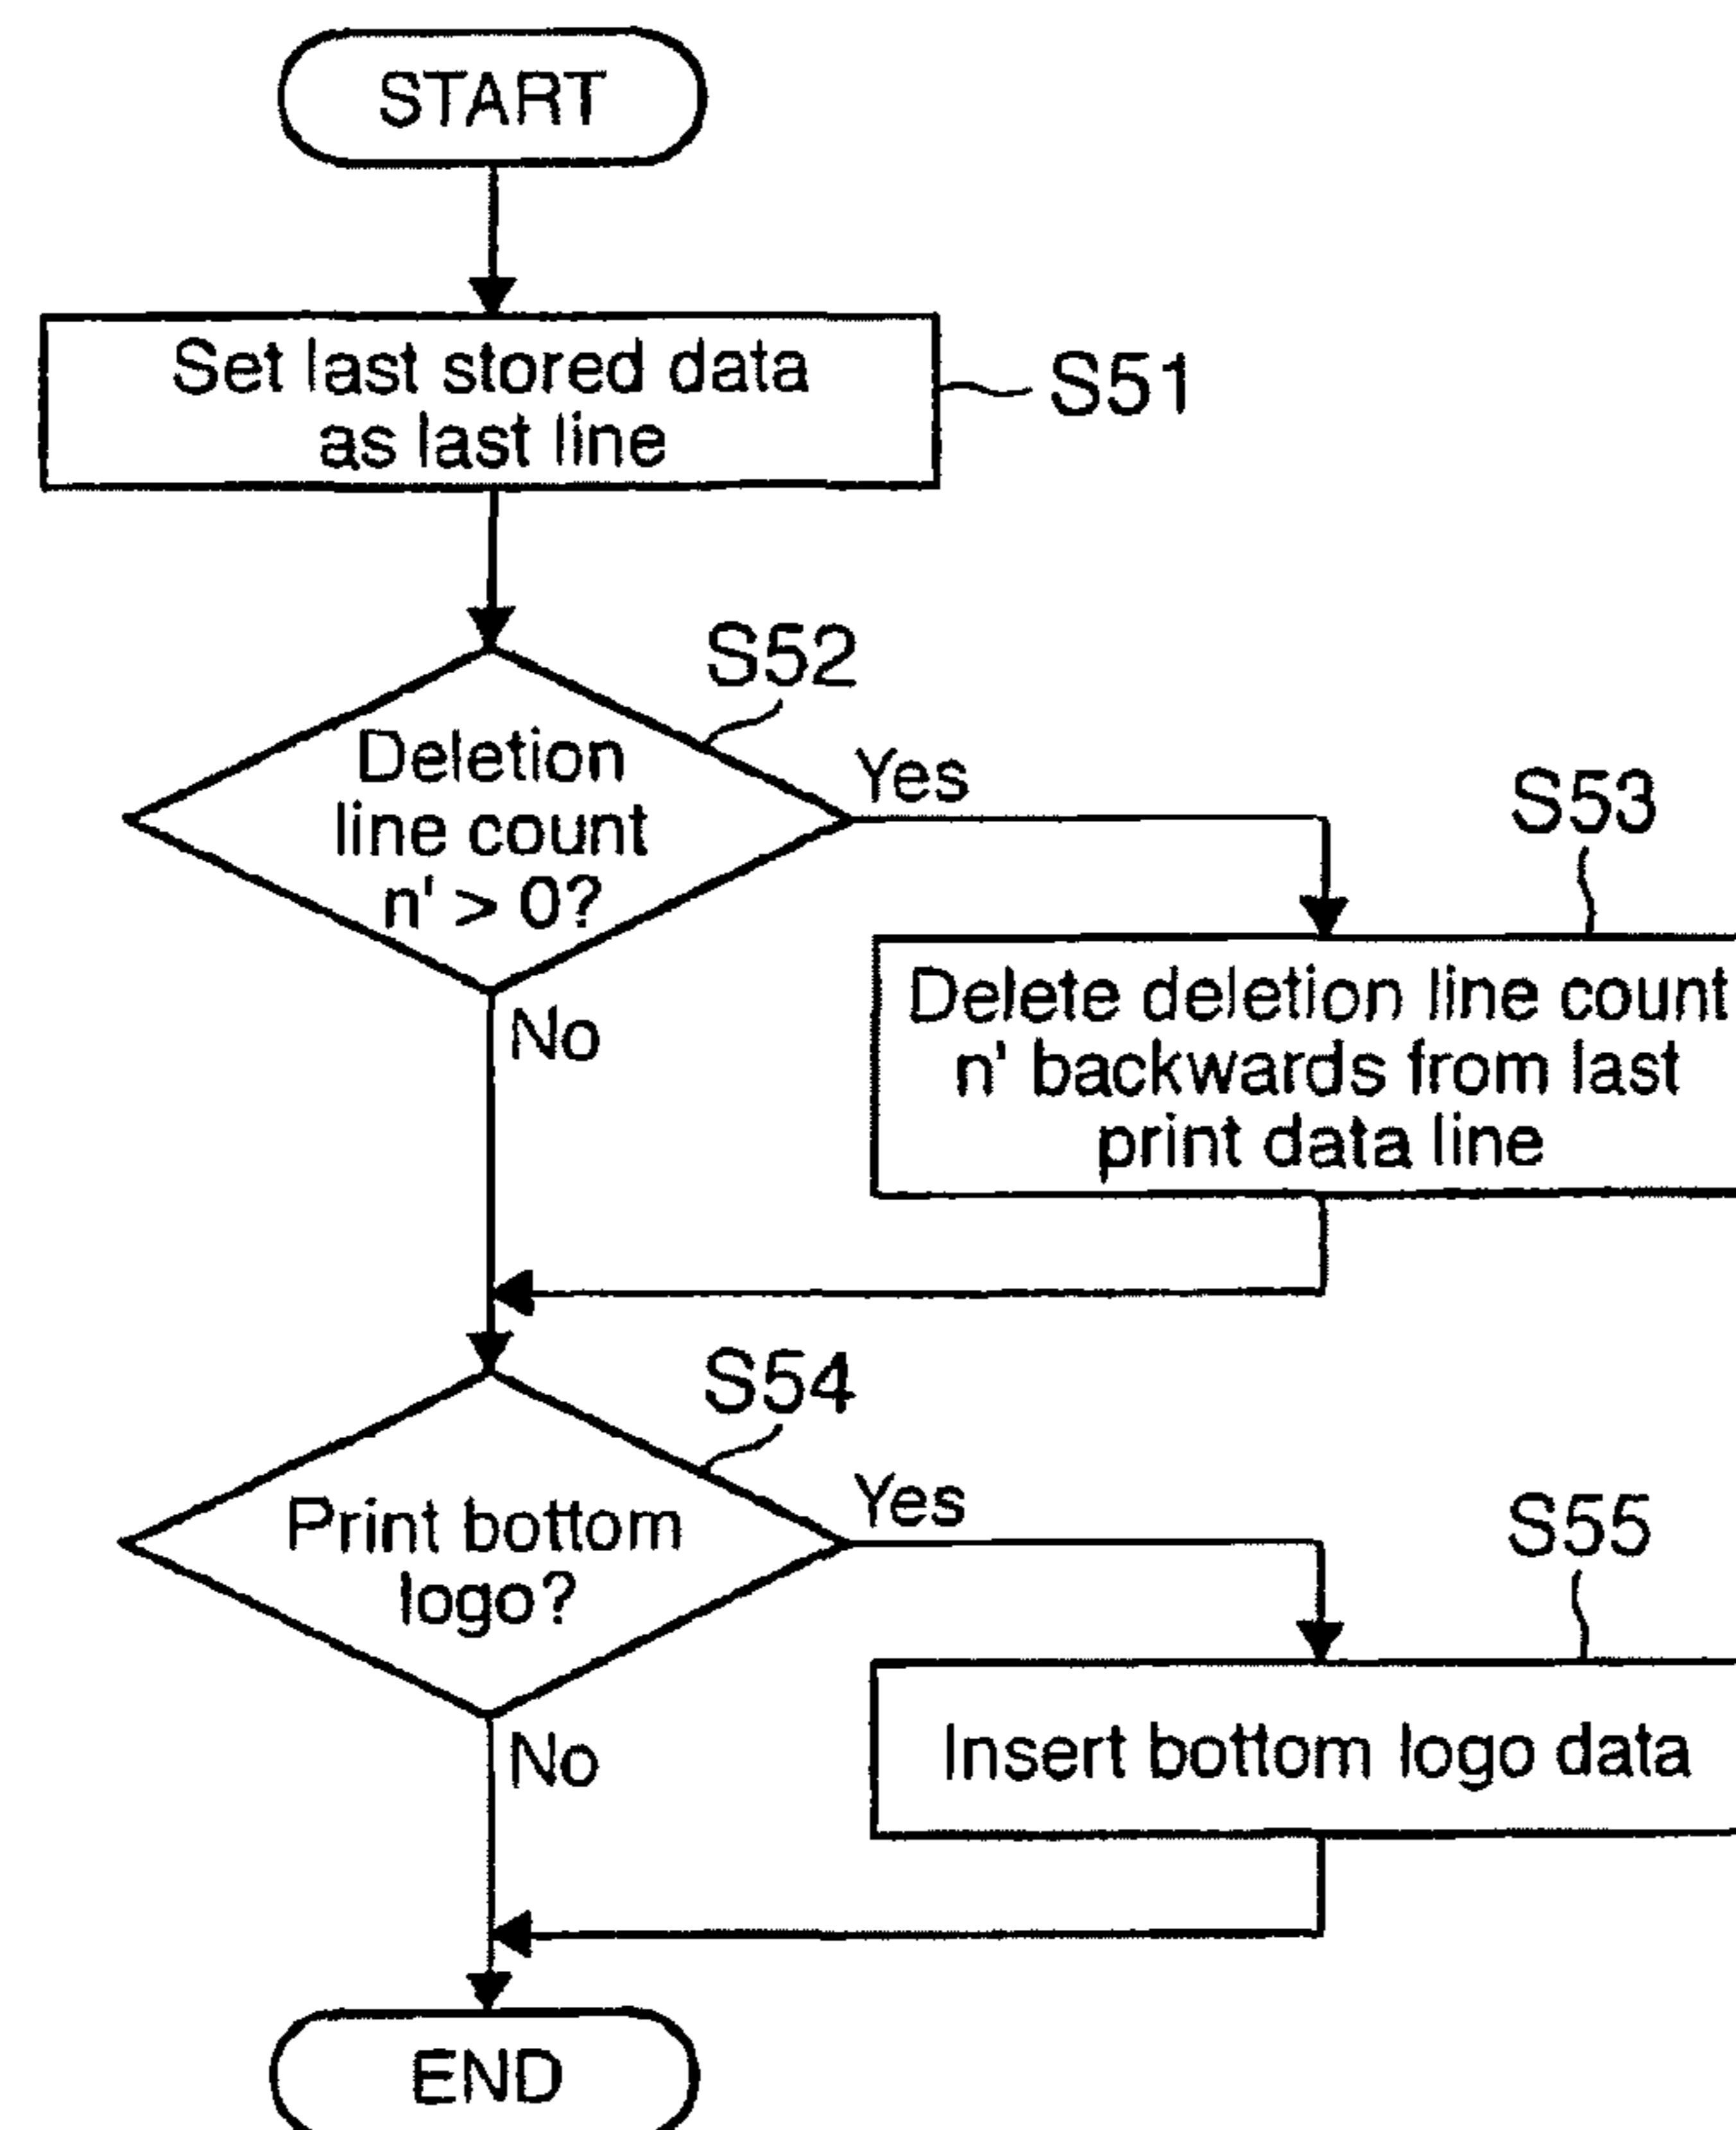 START
Set last stored data
as last line
S51
S52
Deletion
line count
n' > 0?
Yes
No
S53
Delete deletion line count
n' backwards from last
print data line
S54
Print bottom
logo?
Yes
No
S55
Insert bottom logo data
END